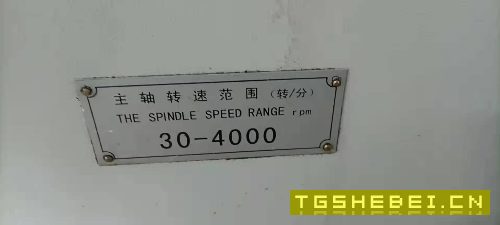 主轴转速范围（转/分）
THE SPINDLE SPEED RANGE rpm
30-4000
TGSHEBEI.CN